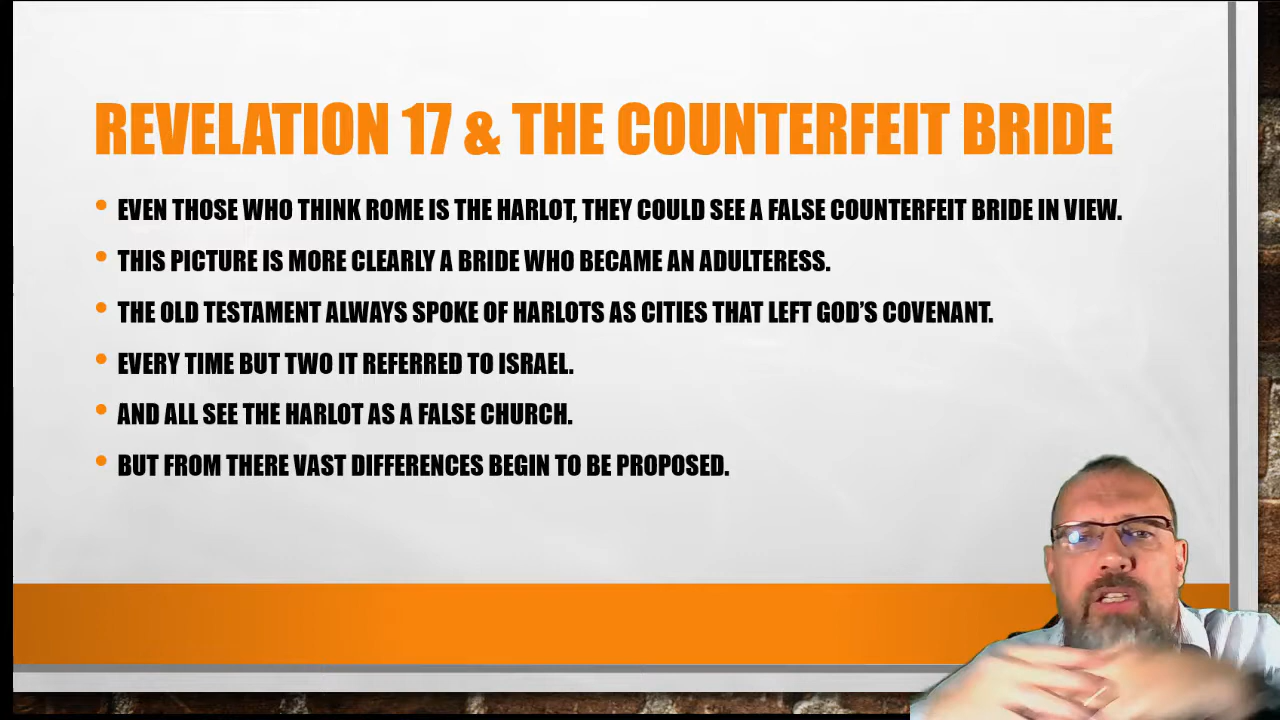 REVELATION 17 & THE COUNTERFEIT BRIDE
• EVEN THOSE WHO THINK ROME IS THE HARLOT, THEY COULD SEE A FALSE COUNTERFEIT BRIDE IN VIEW.
• THIS PICTURE IS MORE CLEARLY A BRIDE WHO BECAME AN ADULTERESS.
• THE OLD TESTAMENT ALWAYS SPOKE OF HARLOTS AS CITIES THAT LEFT GOD’S COVENANT.
• EVERY TIME BUT TWO IT REFERRED TO ISRAEL.
• AND ALL SEE THE HARLOT AS A FALSE CHURCH.
• BUT FROM THERE VAST DIFFERENCES BEGIN TO BE PROPOSED.